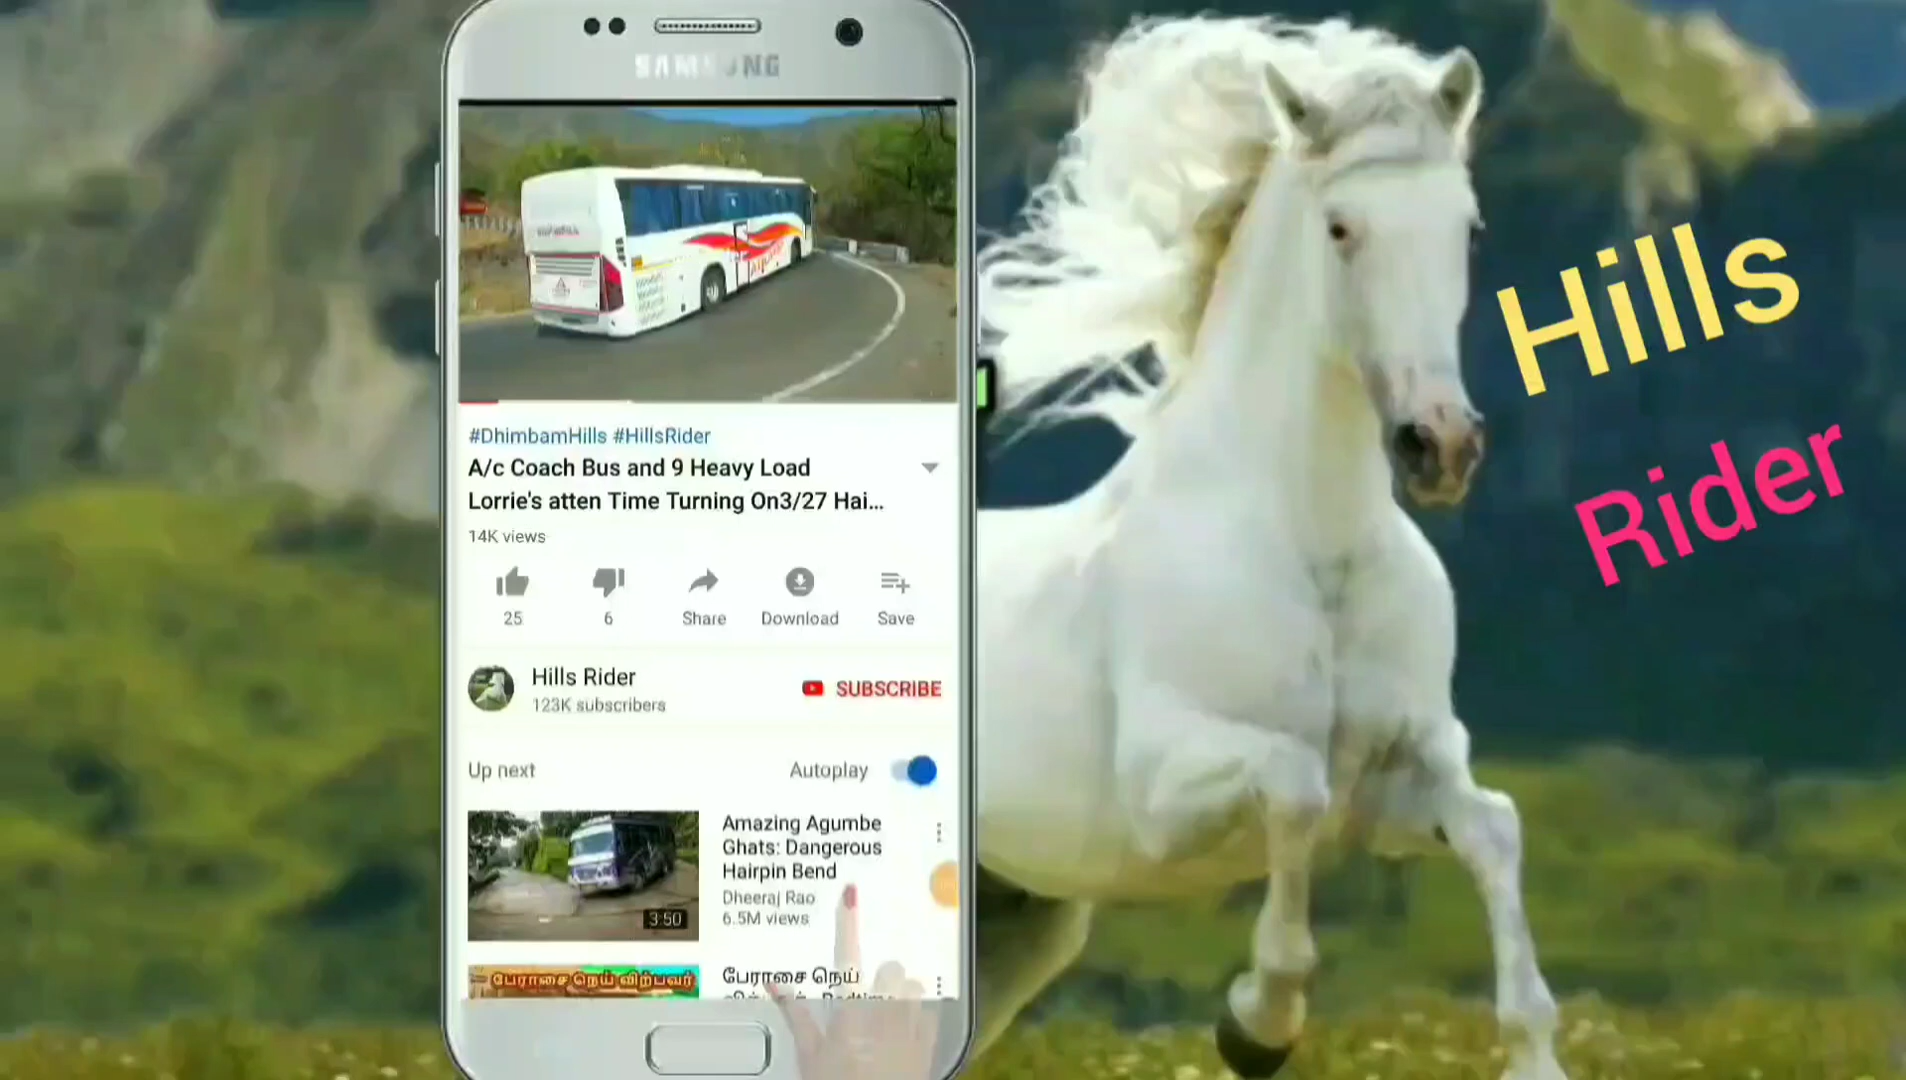 SAMSUNG
#DhimbamHills #HillsRider
A/c Coach Bus and 9 Heavy Load
Lorrie's atten Time Turning On3/27 Hai...
14K views
25
6
Share
Download
Save
Hills Rider
123K subscribers
SUBSCRIBE
Up next
Autoplay
Amazing Agumbe
Ghats: Dangerous
Hairpin Bend
Dheeraj Rao
6.5M views
3:50
பேராசை நெய் விற்பவர்
பேராசை நெய்
Hills
Rider